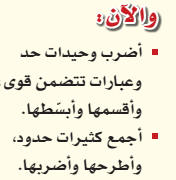 والآن:
أضرب وحيدات حد
وعبارات تتضمن قوى،
وأقسمها وأبسّطها.
أجمع كثيرات حدود،
وأطرحها وأضربها.